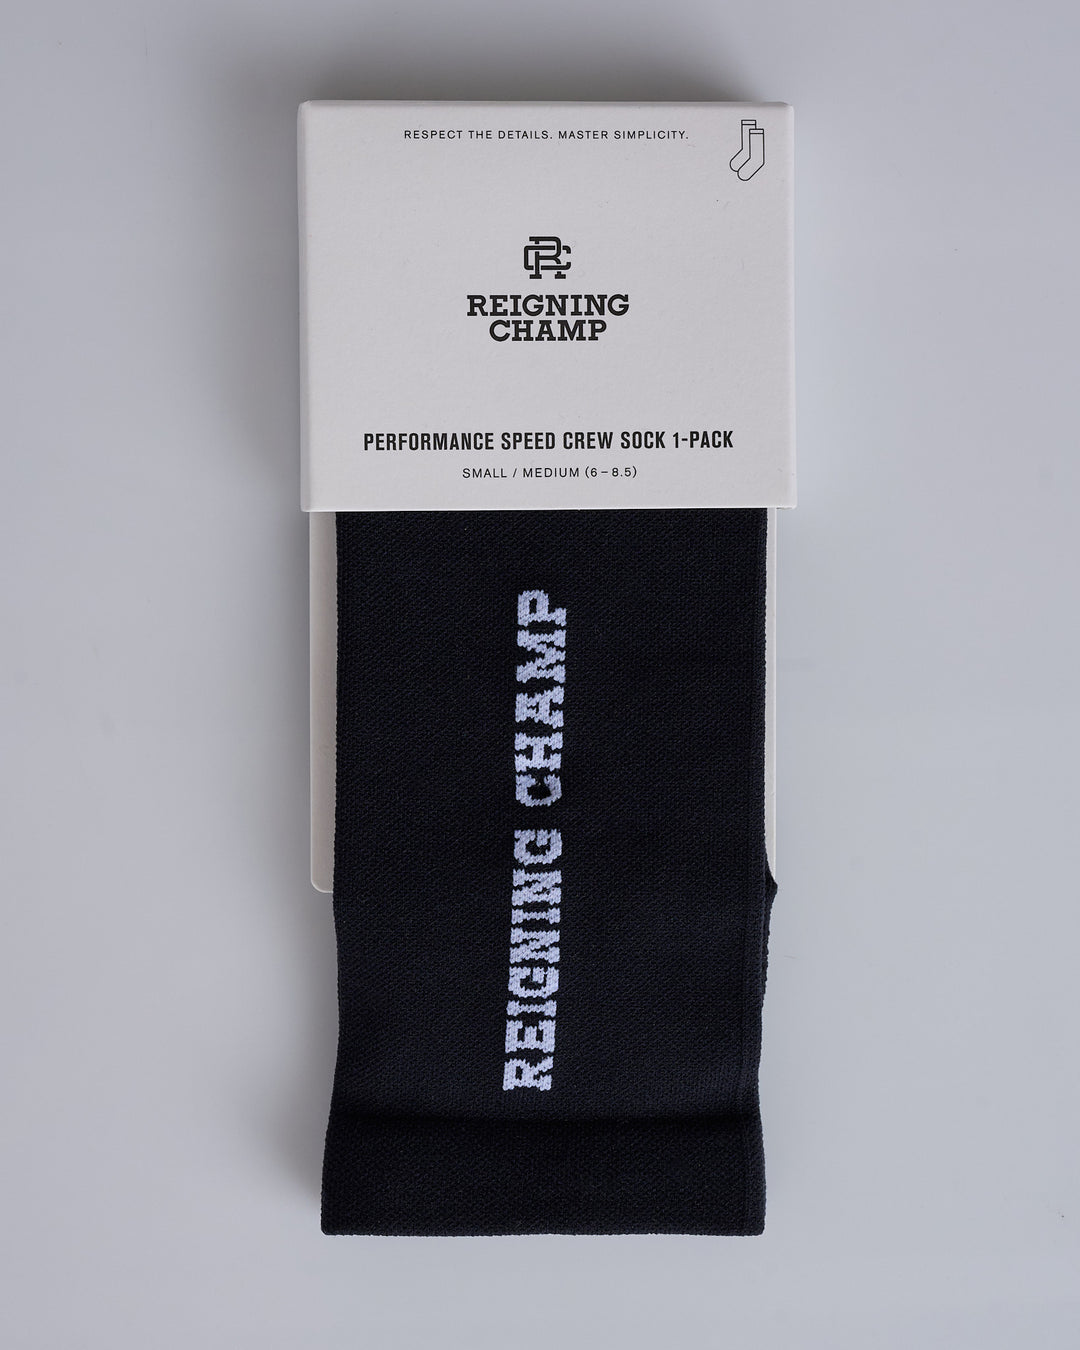 RESPECT THE DETAILS. MASTER SIMPLICITY.
RC
REIGNING
CHAMP
PERFORMANCE SPEED CREW SOCK 1-PACK
SMALL / MEDIUM (6 – 8.5)
REIGNING CHAMP